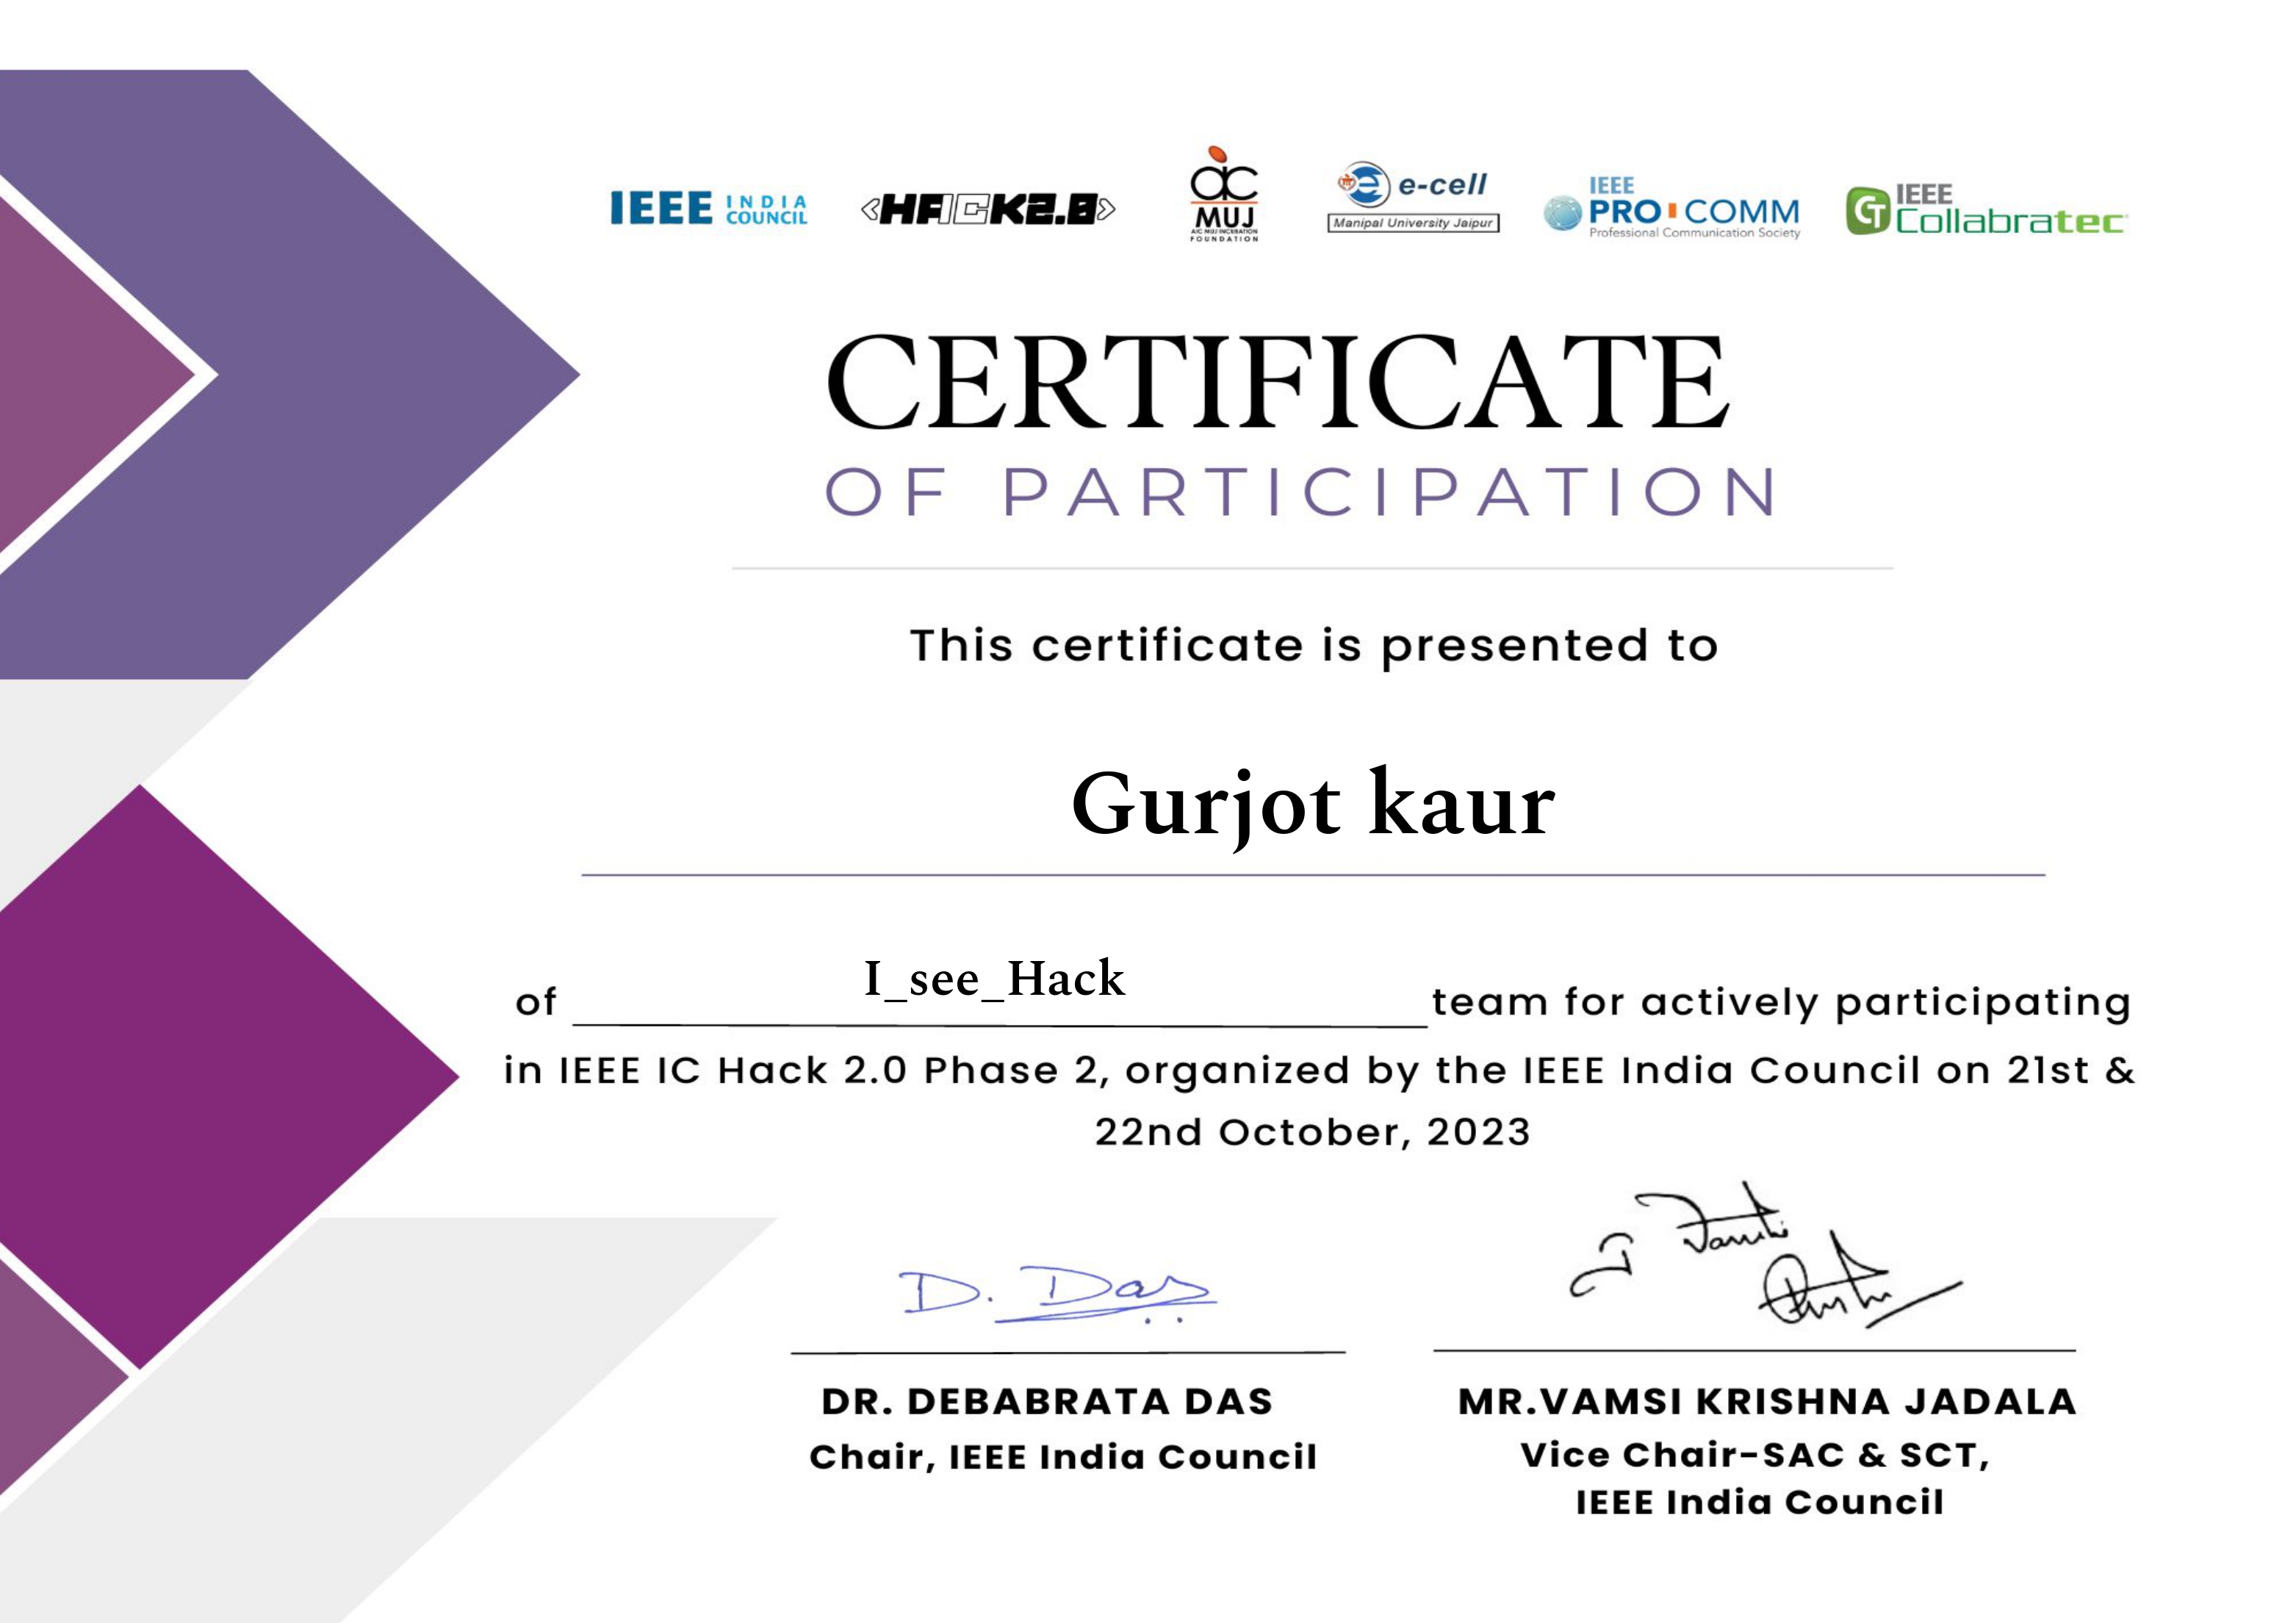 IEEE INDIA COUNCIL
<HACK2.0>
aic MUJ
AIC MUJ INCUBATION
FOUNDATION
e-cell
Manipal University Jaipur
IEEE
PRO COMM
Professional Communication Society
CT IEEE
Collabratec
CERTIFICATE
OF PARTICIPATION
This certificate is presented to
Gurjot kaur
of I_see_Hack team for actively participating
in IEEE IC Hack 2.0 Phase 2, organized by the IEEE India Council on 21st &
22nd October, 2023
D. Das
DR. DEBABRATA DAS
Chair, IEEE India Council
MR.VAMSI KRISHNA JADALA
Vice Chair-SAC & SCT,
IEEE India Council